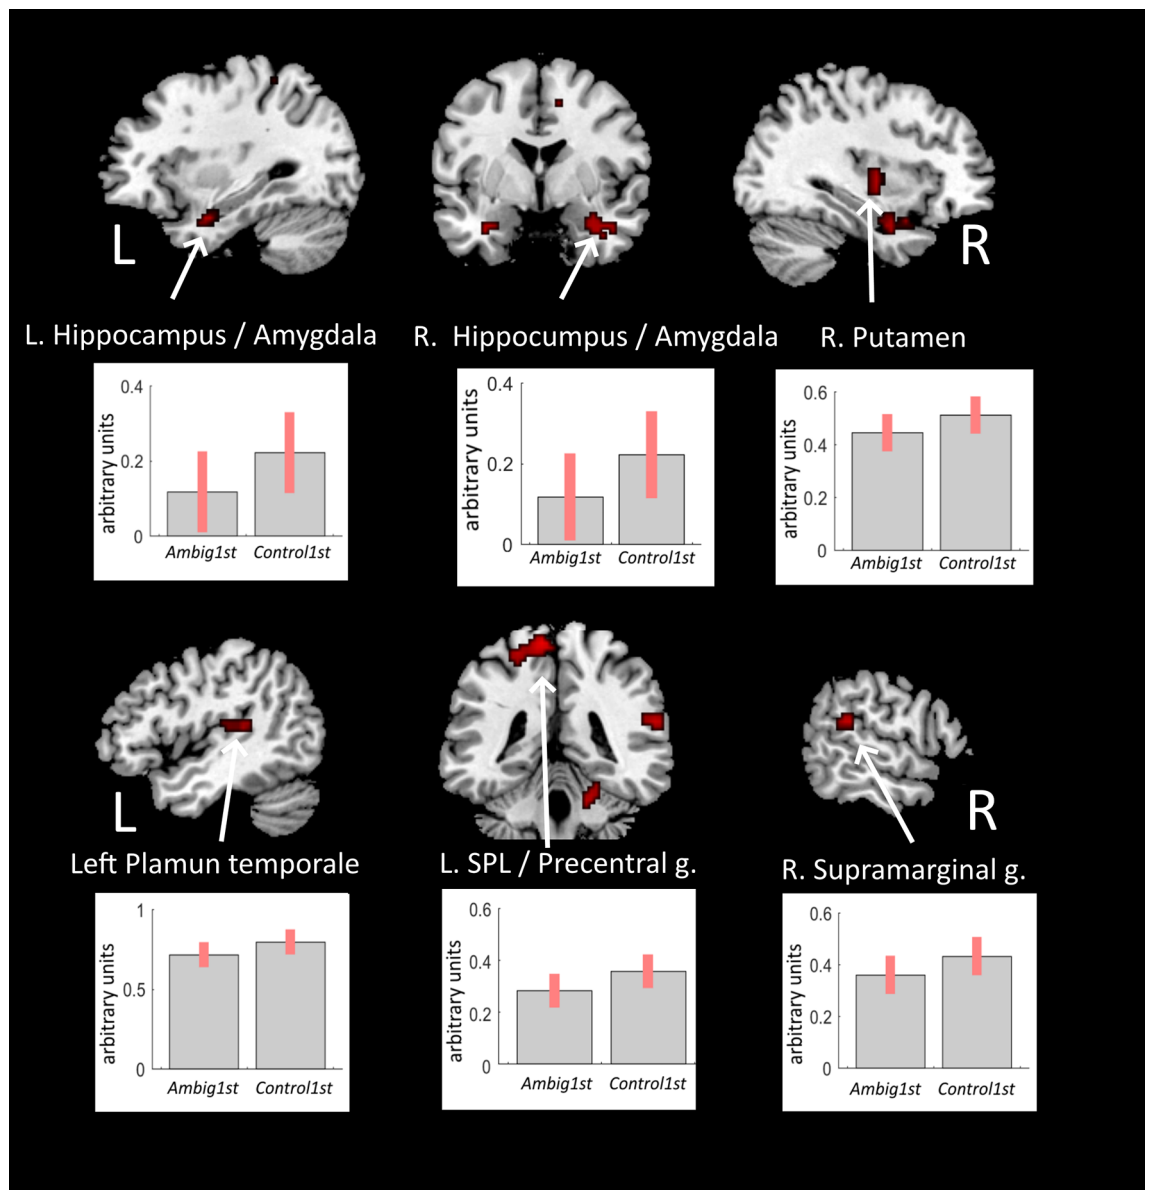 L
R
L. Hippocampus / Amygdala
R. Hippocumpus / Amygdala
R. Putamen
arbitrary units
0.4
0.2
0
Ambig1st Control1st
arbitrary units
0.4
0.2
0
Ambig1st Control1st
arbitrary units
0.6
0.4
0.2
0
Ambig1st Control1st
L
R
Left Plamun temporale
L. SPL / Precentral g.
R. Supramarginal g.
arbitrary units
1
0.5
0
Ambig1st Control1st
arbitrary units
0.6
0.4
0.2
0
Ambig1st Control1st
arbitrary units
0.6
0.4
0.2
0
Ambig1st Control1st